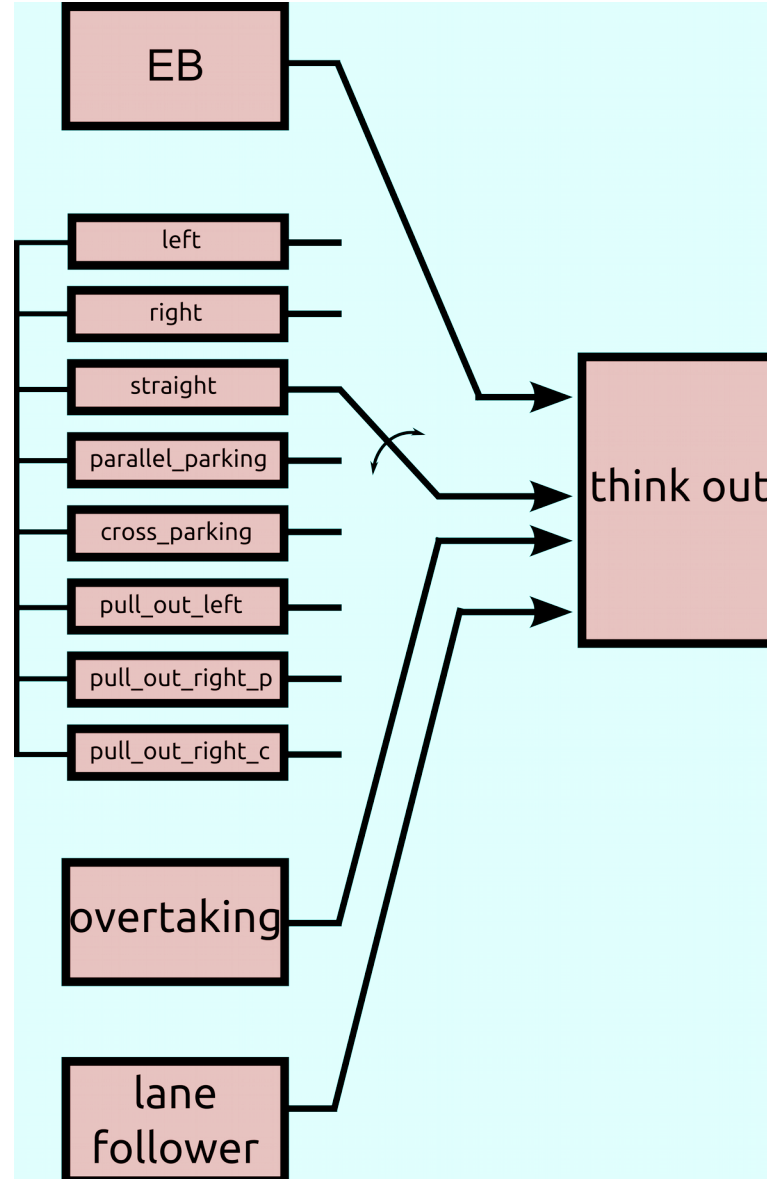 EB
left
right
straight
parallel_parking
cross_parking
pull_out_left
pull_out_right_p
pull_out_right_c
think out
overtaking
lane
follower